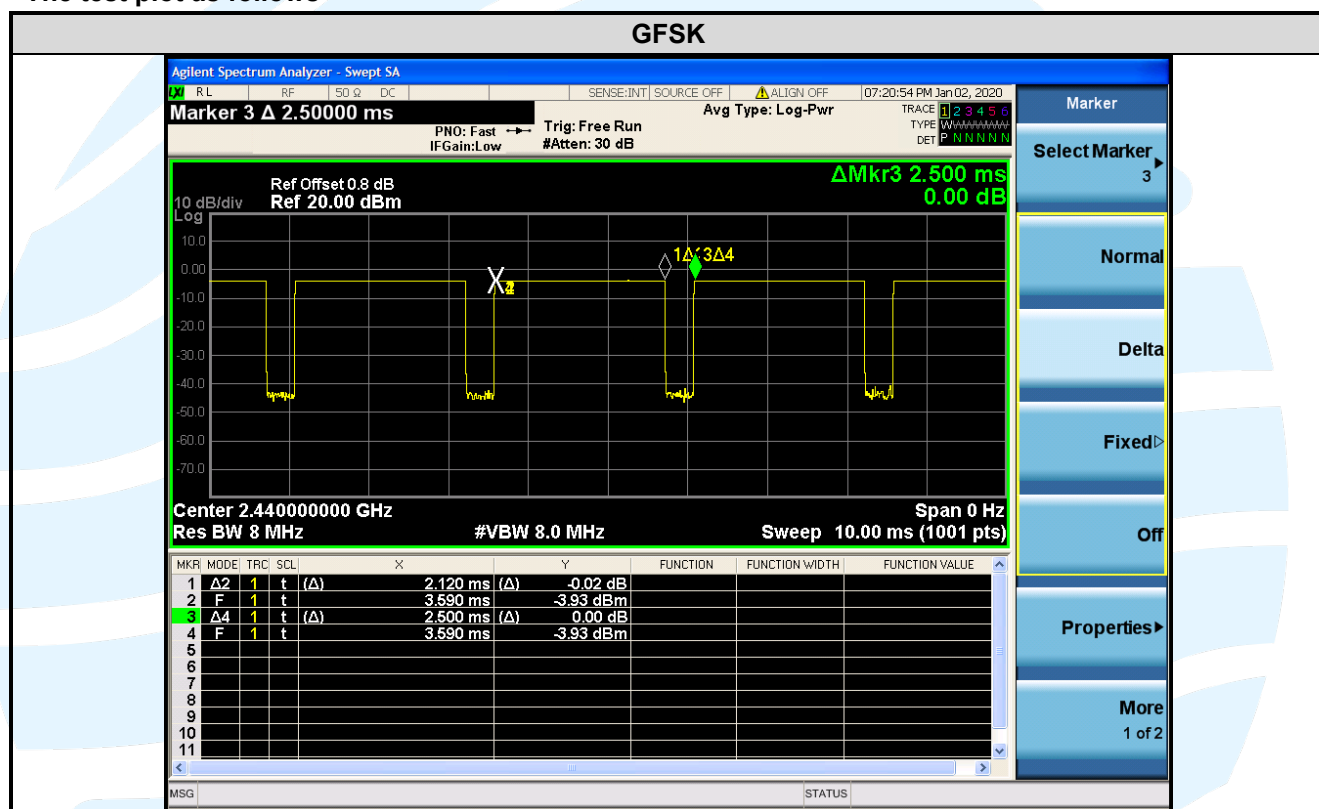 The test plot as follows
GFSK
Agilent Spectrum Analyzer - Swept SA
LXI RL RF 50 Ω DC SENSE:INT SOURCE OFF ALIGN OFF 07:20:54 PM Jan 02, 2020
Marker 3 Δ 2.50000 ms
PNO: Fast
IFGain:Low
Trig: Free Run
#Atten: 30 dB
Avg Type: Log-Pwr
TRACE 1 2 3 4 5 6
TYPE WWWWWW
DET P N N N N N
Marker
Select Marker
3
Normal
Delta
Fixed
Off
Properties
More
1 of 2
ΔMkr3 2.500 ms
0.00 dB
Ref Offset 0.8 dB
10 dB/div Ref 20.00 dBm
Log
10.0
0.00
-10.0
-20.0
-30.0
-40.0
-50.0
-60.0
-70.0
1Δ 3Δ4
Center 2.440000000 GHz Span 0 Hz
Res BW 8 MHz #VBW 8.0 MHz Sweep 10.00 ms (1001 pts)
MKR MODE TRC SCL X Y FUNCTION FUNCTION WIDTH FUNCTION VALUE
1 Δ2 1 t (Δ) 2.120 ms (Δ) -0.02 dB
2 F 1 t 3.590 ms -3.93 dBm
3 Δ4 1 t (Δ) 2.500 ms (Δ) 0.00 dB
4 F 1 t 3.590 ms -3.93 dBm
5
6
7
8
9
10
11
MSG STATUS